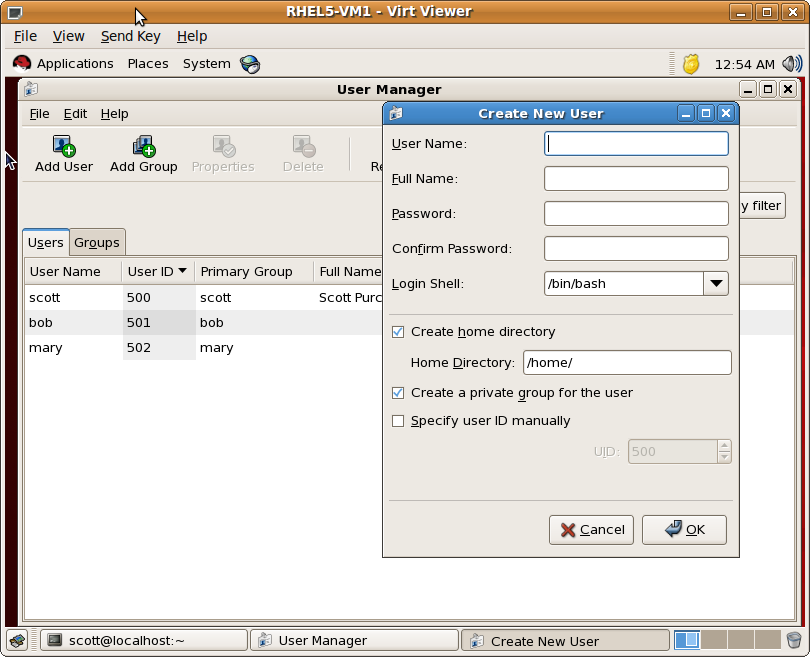 RHEL5-VM1 - Virt Viewer
File View Send Key Help
Applications Places System 12:54 AM
User Manager
File Edit Help
Add User Add Group Properties Delete Re
y filter
Users Groups
User Name User ID Primary Group Full Name
scott 500 scott Scott Purc
bob 501 bob
mary 502 mary
Create New User
User Name:
Full Name:
Password:
Confirm Password:
Login Shell: /bin/bash
Create home directory
Home Directory: /home/
Create a private group for the user
Specify user ID manually
UID: 500
Cancel OK
scott@localhost:~ User Manager Create New User